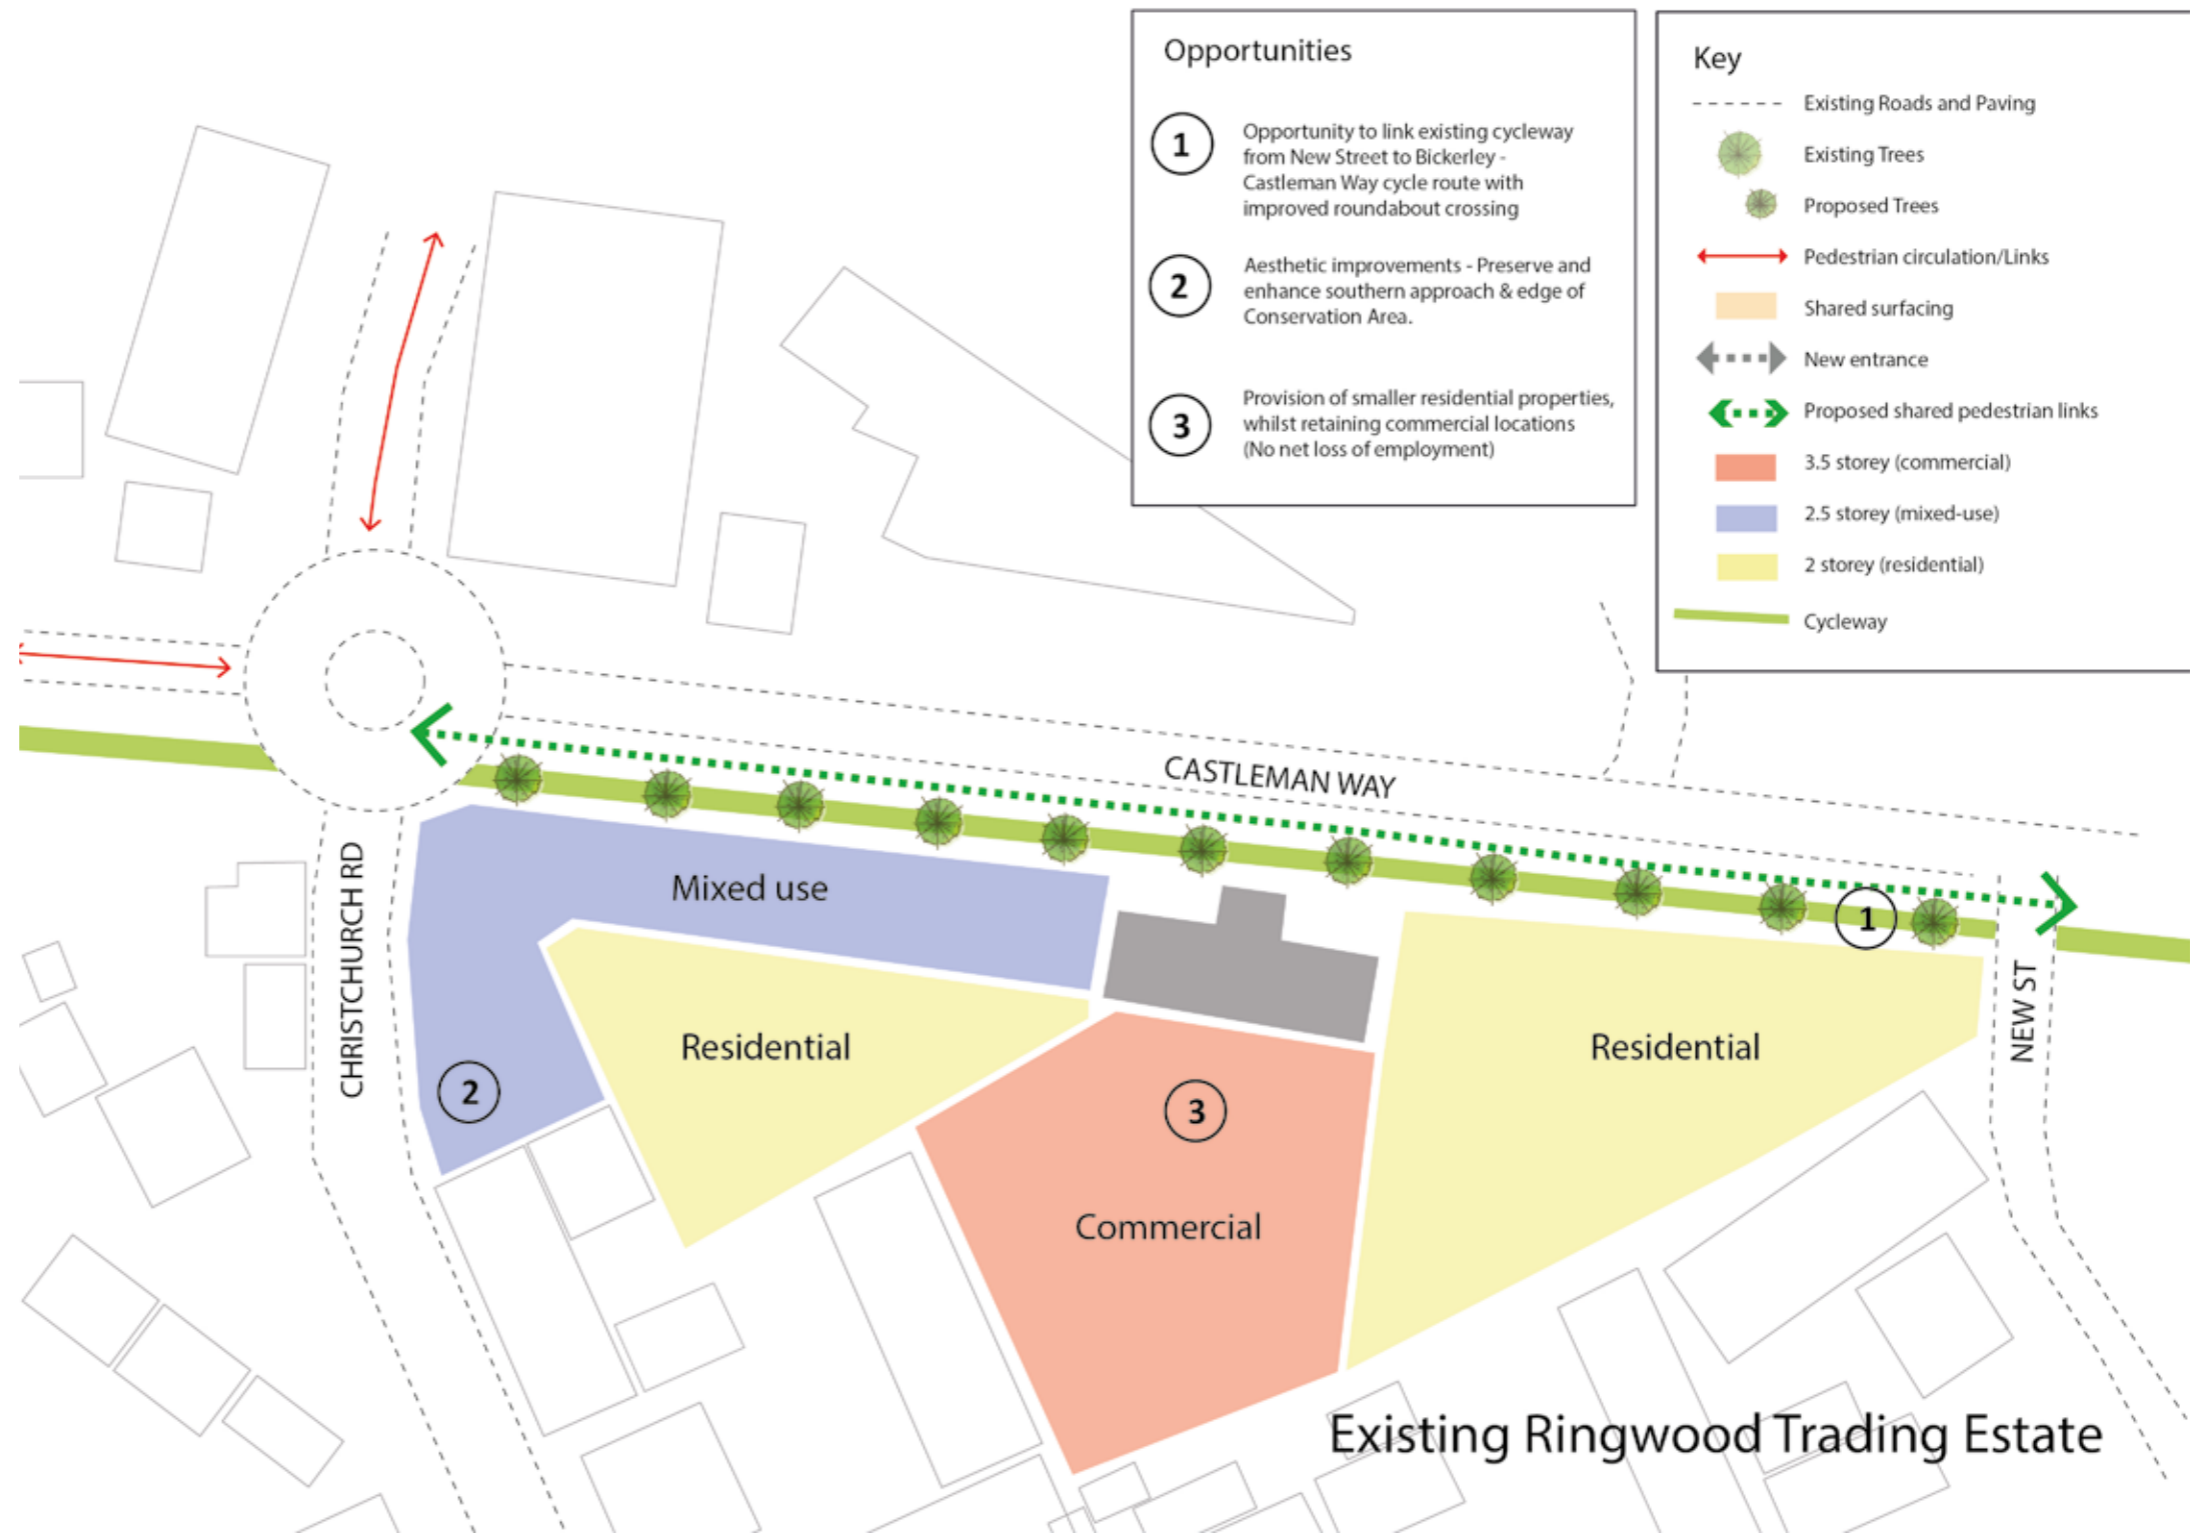 Opportunities
1
Opportunity to link existing cycleway
from New Street to Bickerley -
Castleman Way cycle route with
improved roundabout crossing
2
Aesthetic improvements - Preserve and
enhance southern approach & edge of
Conservation Area.
3
Provision of smaller residential properties,
whilst retaining commercial locations
(No net loss of employment)
Key
Existing Roads and Paving
Existing Trees
Proposed Trees
Pedestrian circulation/Links
Shared surfacing
New entrance
Proposed shared pedestrian links
3.5 storey (commercial)
2.5 storey (mixed-use)
2 storey (residential)
Cycleway
CASTLEMAN WAY
CHRISTCHURCH RD
Mixed use
1
NEW ST
Residential
Residential
2
3
Commercial
Existing Ringwood Trading Estate